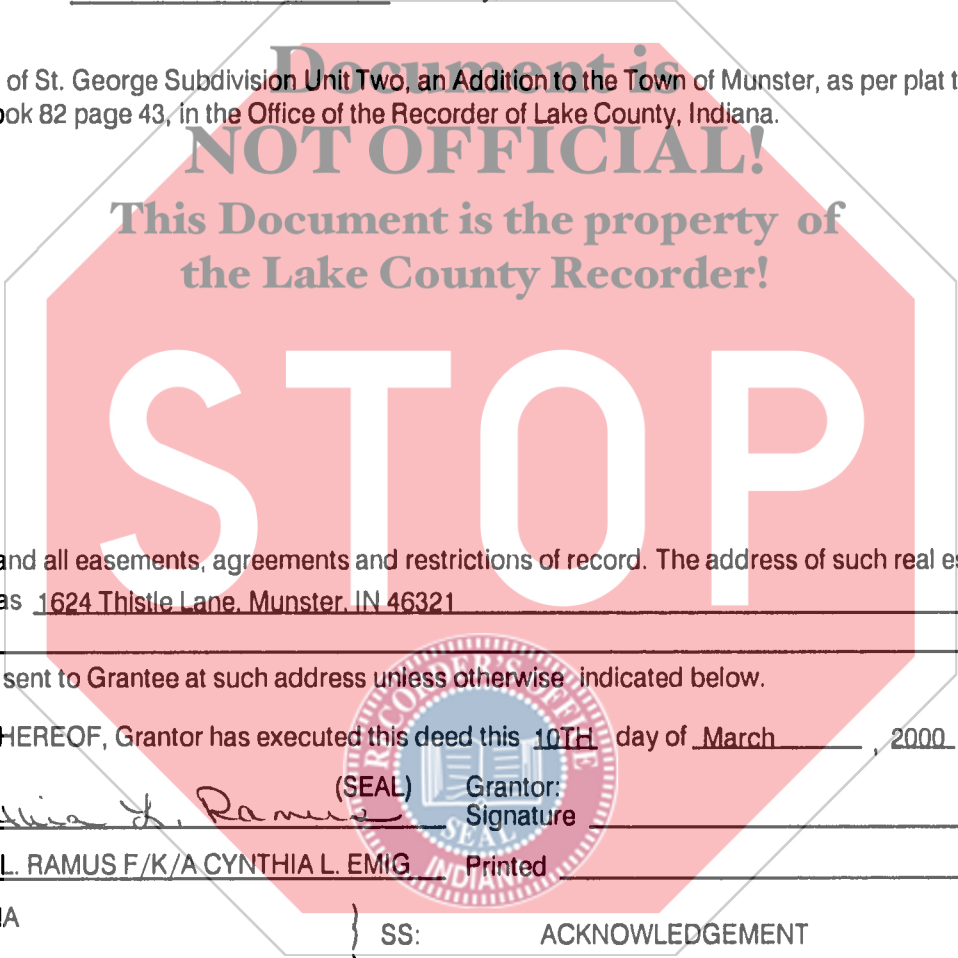 Document is
of St. George Subdivision Unit Two, an Addition to the Town of Munster, as per plat t
ook 82 page 43, in the Office of the Recorder of Lake County, Indiana.
NOT OFFICIAL!
This Document is the property of
the Lake County Recorder!
STOP
and all easements, agreements and restrictions of record. The address of such real es
as 1624 Thistle Lane, Munster, IN 46321
sent to Grantee at such address unless otherwise indicated below.
HEREOF, Grantor has executed this deed this 10TH day of March, 2000
(SEAL) Grantor:
thia L. Ramus Signature
L. RAMUS F/K/A CYNTHIA L. EMIG Printed
RECORDER'S OFFICE
SEAL
INDIANA
IA
} SS: ACKNOWLEDGEMENT